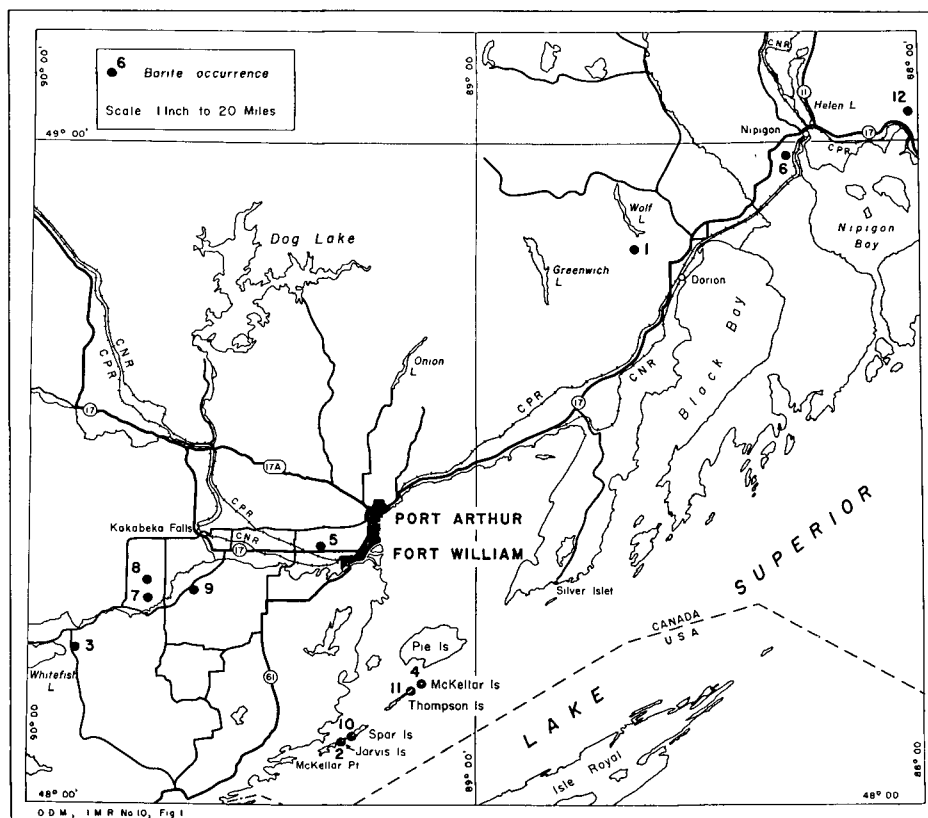 90° 00'
89° 00'
88° 00'
6
Barite occurrence
Scale 1 Inch to 20 Miles
49° 00'
49° 00'
CNR
11
Helen L
12
Nipigon
17
CPR
6
Nipigon
Bay
Wolf
L
1
Greenwich
L
Dorion
Dog Lake
Black Bay
CNR
CPR
Onion
L
CPR
CNR
17
17
17A
CPR
Kakabeka Falls
CNR
17
5
PORT ARTHUR
FORT WILLIAM
8
7
9
Silver Islet
LAKE SUPERIOR
CANADA
USA
3
Whitefish
L
61
Pie Is
4
McKellar Is
11
Thompson Is
10
Spar Is
2
Jarvis Is
McKellar Pt
Isle Royal
90° 00'
89° 00'
88° 00'
48° 00'
48° 00'
ODM, IMR No 10, Fig 1